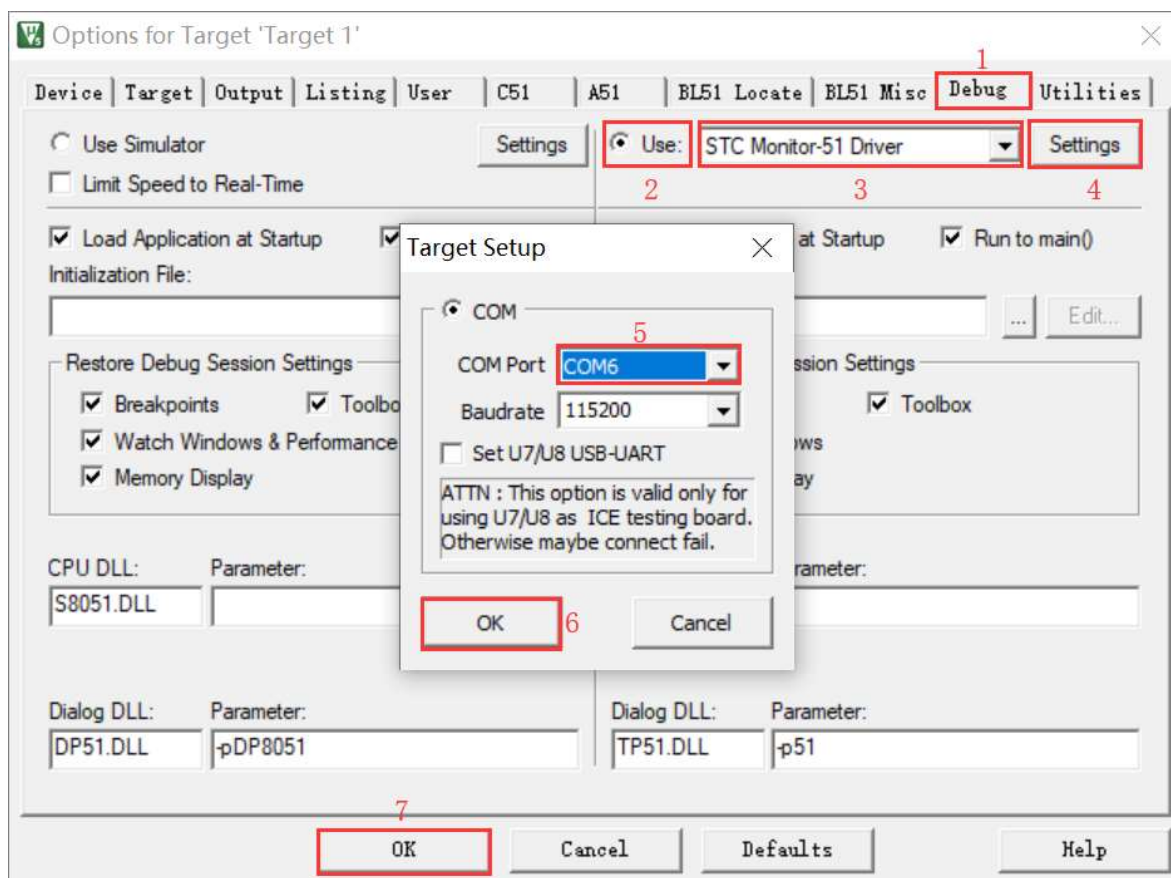 Options for Target 'Target 1'
1
Device Target Output Listing User C51 A51 BL51 Locate BL51 Misc Debug Utilities
Use Simulator Settings Use: STC Monitor-51 Driver Settings
Limit Speed to Real-Time 2 3 4
Load Application at Startup at Startup Run to main()
Initialization File:
... Edit...
Restore Debug Session Settings ssion Settings
Breakpoints Toolbo Toolbox
Watch Windows & Performance ows
Memory Display ay
CPU DLL: Parameter: rameter:
S8051.DLL
Dialog DLL: Parameter: Dialog DLL: Parameter:
DP51.DLL -pDP8051 TP51.DLL -p51
Target Setup
COM
5
COM Port COM6
Baudrate 115200
Set U7/U8 USB-UART
ATTN : This option is valid only for
using U7/U8 as ICE testing board.
Otherwise maybe connect fail.
OK 6 Cancel
7
OK Cancel Defaults Help